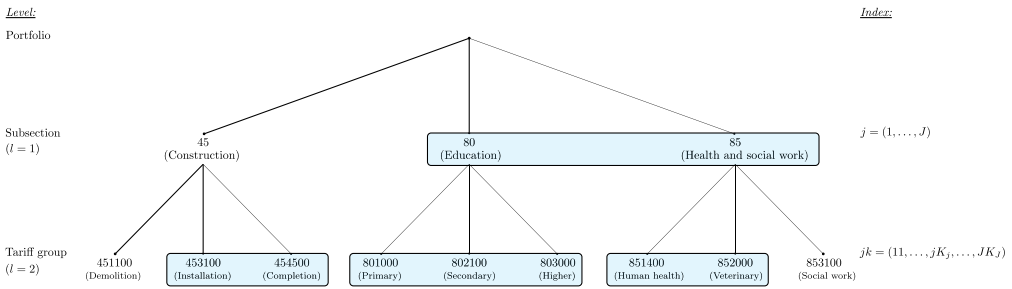 Level: Index:
Portfolio
Subsection 45 80 85 j = (1, . . . , J)
(l = 1) (Construction) (Education) (Health and social work)
Tariff group 451100 453100 454500 801000 802100 803000 851400 852000 853100 jk = (11, . . . , jK_j, . . . , JK_J)
(l = 2) (Demolition) (Installation) (Completion) (Primary) (Secondary) (Higher) (Human health) (Veterinary) (Social work)